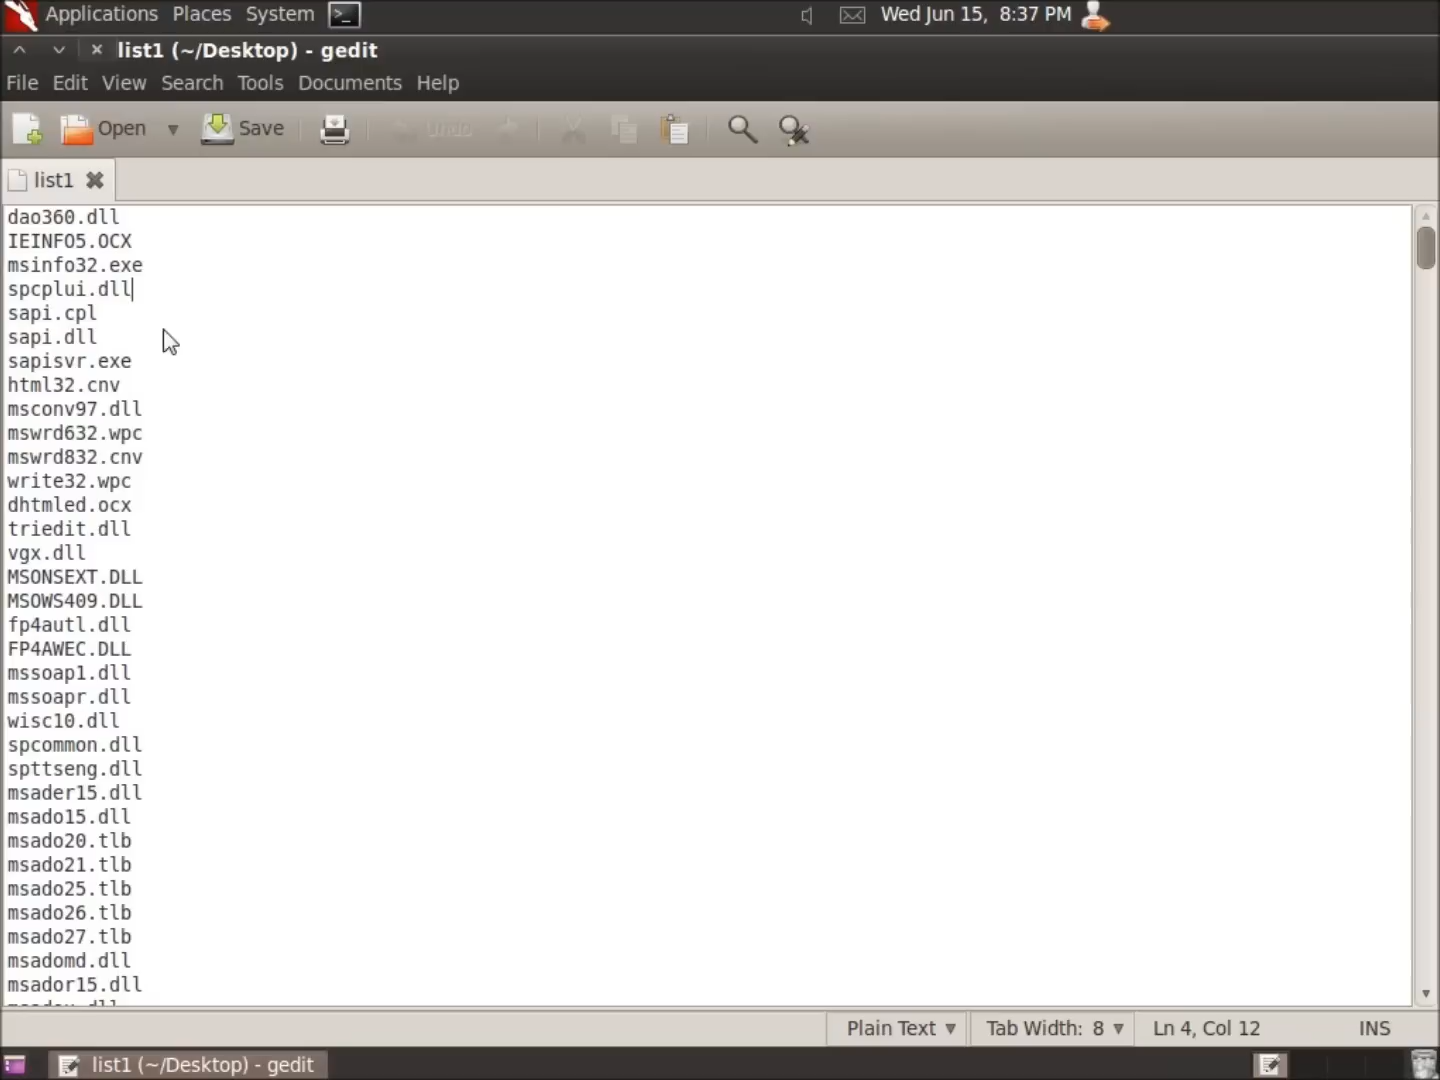 Applications Places System Wed Jun 15, 8:37 PM
list1 (~/Desktop) - gedit
File Edit View Search Tools Documents Help
Open Save Undo
list1
dao360.dll
IEINFO5.OCX
msinfo32.exe
spcplui.dll
sapi.cpl
sapi.dll
sapisvr.exe
html32.cnv
msconv97.dll
mswrd632.wpc
mswrd832.cnv
write32.wpc
dhtmled.ocx
triedit.dll
vgx.dll
MSONSEXT.DLL
MSOWS409.DLL
fp4autl.dll
FP4AWEC.DLL
mssoap1.dll
mssoapr.dll
wisc10.dll
spcommon.dll
spttseng.dll
msader15.dll
msado15.dll
msado20.tlb
msado21.tlb
msado25.tlb
msado26.tlb
msado27.tlb
msadomd.dll
msador15.dll
Plain Text Tab Width: 8 Ln 4, Col 12 INS
list1 (~/Desktop) - gedit